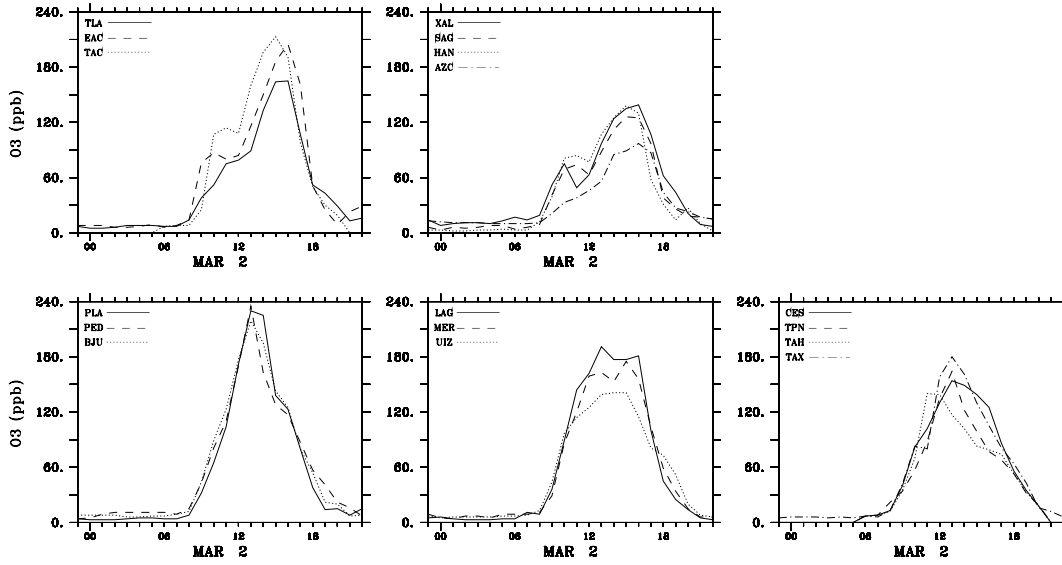 240.
180.
120.
60.
0.
O3 (ppb)
TLA
EAC
TAC
00 06 12 18
MAR 2
240.
180.
120.
60.
0.
XAL
SAG
HAN
AZC
00 06 12 18
MAR 2
240.
180.
120.
60.
0.
O3 (ppb)
PLA
PED
BJU
00 06 12 18
MAR 2
240.
180.
120.
60.
0.
LAG
MER
UIZ
00 06 12 18
MAR 2
240.
180.
120.
60.
0.
CES
TPN
TAH
TAX
00 06 12 18
MAR 2